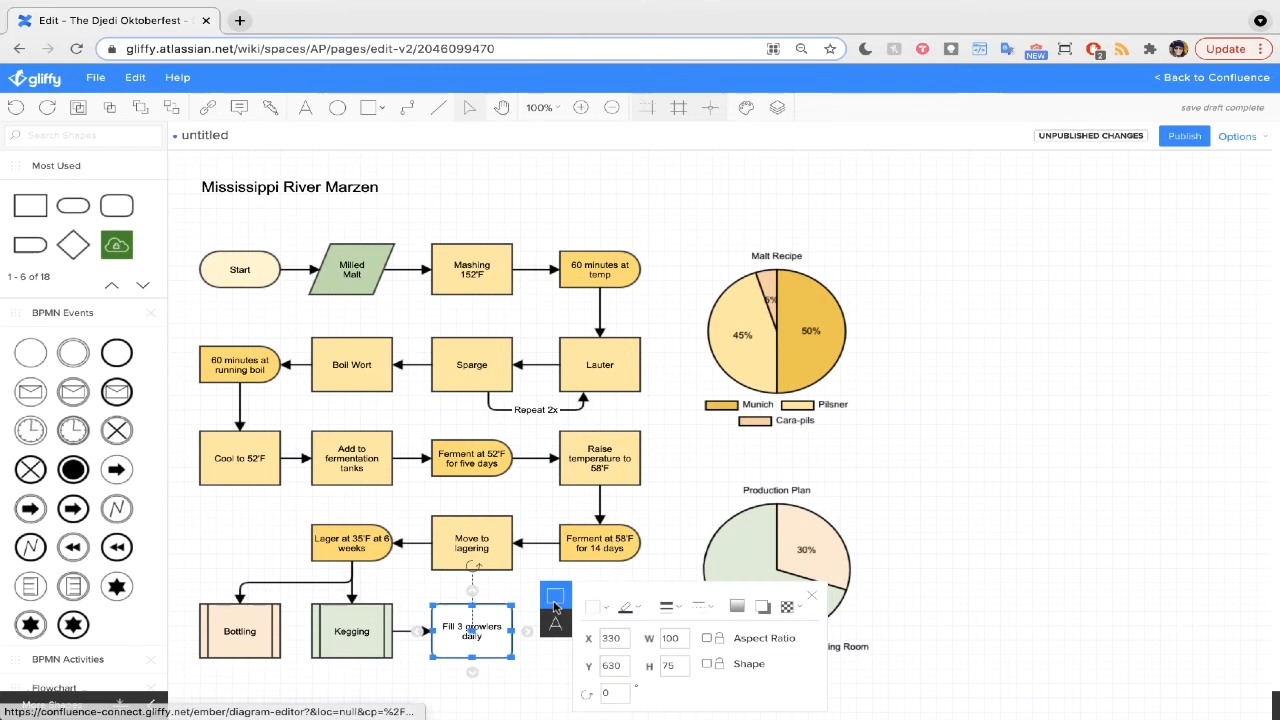 Edit - The Djedi Oktoberfest -
gliffy.atlassian.net/wiki/spaces/AP/pages/edit-v2/2046099470
NEW
2
Update
gliffy
File
Edit
Help
< Back to Confluence
100%
save draft complete
Search Shapes
untitled
UNPUBLISHED CHANGES
Publish
Options
Most Used
1 - 6 of 18
BPMN Events
BPMN Activities
Flowchart
https://confluence-connect.gliffy.net/ember/diagram-editor?&loc=null&cp=%2F...
Mississippi River Marzen
Start
Milled
Malt
Mashing
152'F
60 minutes at
temp
60 minutes at
running boil
Boil Wort
Sparge
Lauter
Repeat 2x
Cool to 52'F
Add to
fermentation
tanks
Ferment at 52'F
for five days
Raise
temperature to
58'F
Lager at 35'F at 6
weeks
Move to
lagering
Ferment at 58'F
for 14 days
Bottling
Kegging
Fill 3 growlers
daily
Malt Recipe
5%
45%
50%
Munich
Pilsner
Cara-pils
Production Plan
30%
ing Room
A
X 330 W 100 Aspect Ratio
Y 630 H 75 Shape
0 °